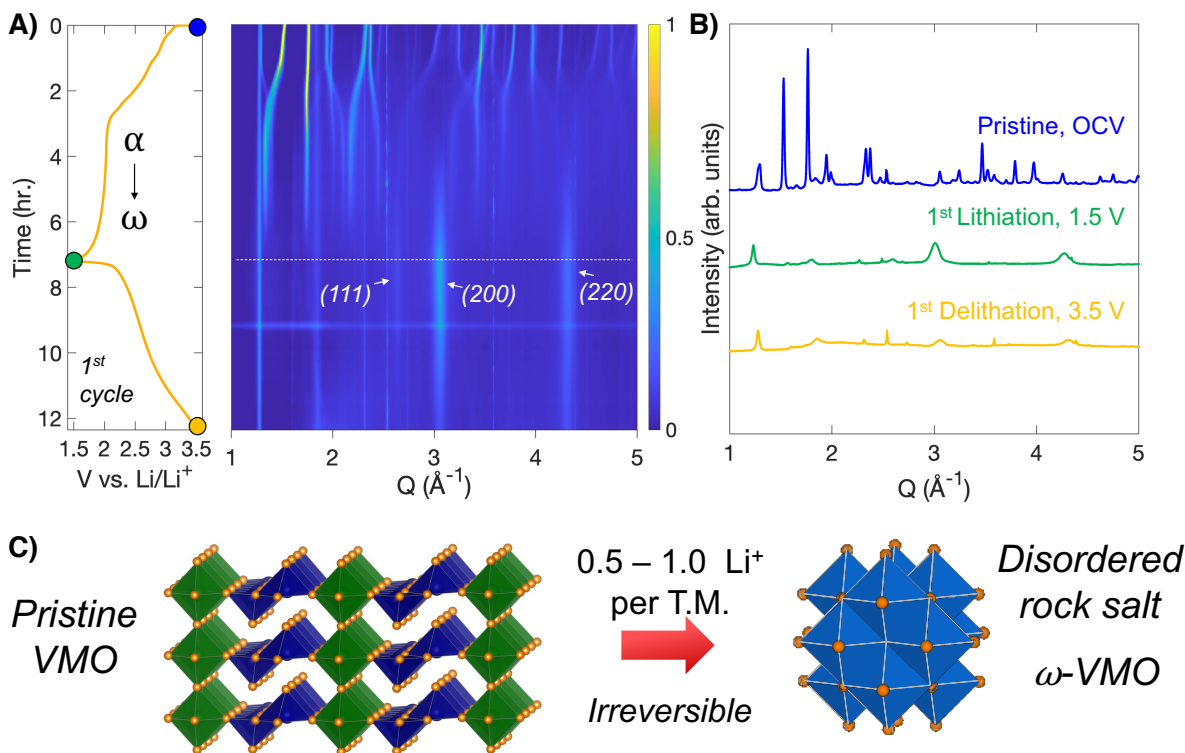 A)
0
2
4
6
8
10
12
Time (hr.)
α
ω
1st
cycle
1.5 2 2.5 3 3.5
V vs. Li/Li+
(111)
(200)
(220)
1 2 3 4 5
Q (Å-1)
1
0.5
0
B)
Pristine, OCV
1st Lithiation, 1.5 V
1st Delithation, 3.5 V
Intensity (arb. units)
1 2 3 4 5
Q (Å-1)
C)
Pristine
VMO
0.5 – 1.0 Li+
per T.M.
Irreversible
Disordered
rock salt
ω-VMO